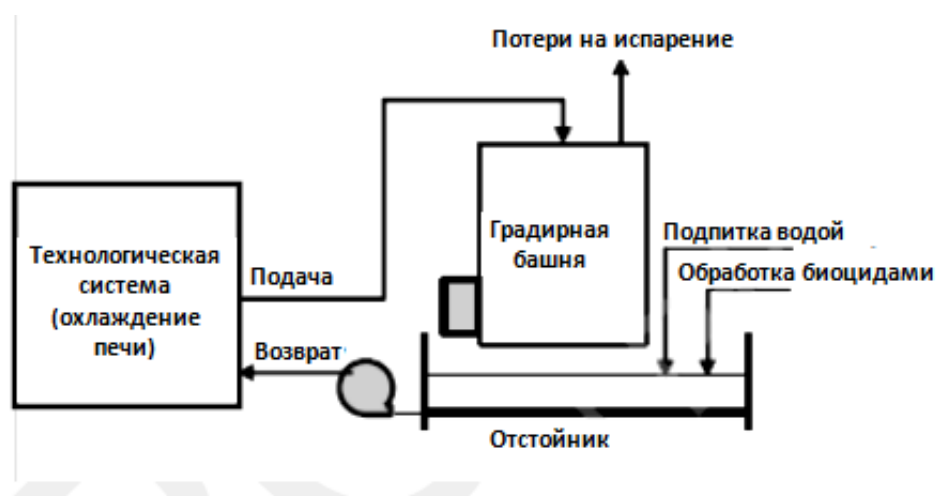 Потери на испарение
Градирная
башня
Подпитка водой
Обработка биоцидами
Технологическая
система
(охлаждение
печи)
Подача
Возврат
Отстойник